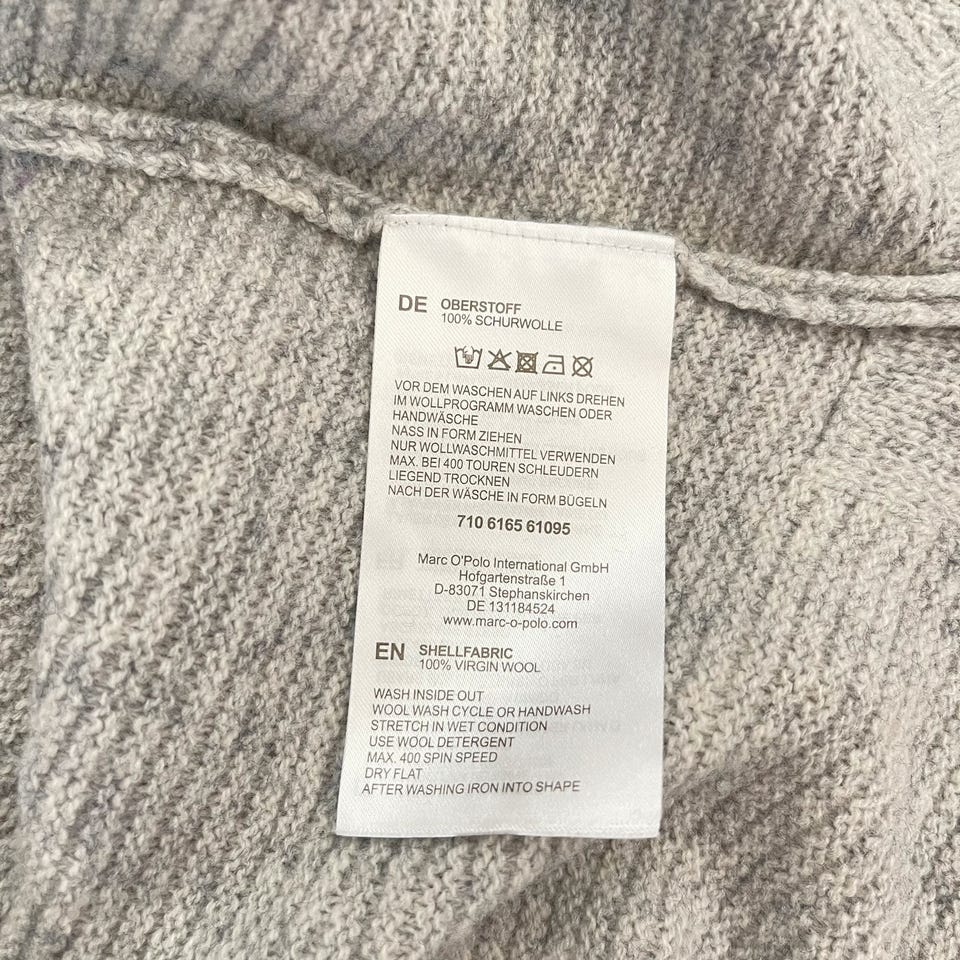 DE OBERSTOFF
100% SCHURWOLLE
VOR DEM WASCHEN AUF LINKS DREHEN
IM WOLLPROGRAMM WASCHEN ODER
HANDWÄSCHE
NASS IN FORM ZIEHEN
NUR WOLLWASCHMITTEL VERWENDEN
MAX. BEI 400 TOUREN SCHLEUDERN
LIEGEND TROCKNEN
NACH DER WÄSCHE IN FORM BÜGELN
710 6165 61095
Marc O'Polo International GmbH
Hofgartenstraße 1
D-83071 Stephanskirchen
DE 131184524
www.marc-o-polo.com
EN SHELLFABRIC
100% VIRGIN WOOL
WASH INSIDE OUT
WOOL WASH CYCLE OR HANDWASH
STRETCH IN WET CONDITION
USE WOOL DETERGENT
MAX. 400 SPIN SPEED
DRY FLAT
AFTER WASHING IRON INTO SHAPE